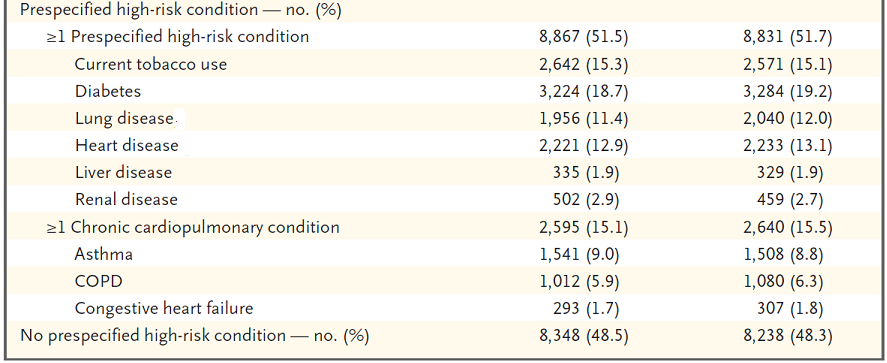 Prespecified high-risk condition — no. (%)
≥1 Prespecified high-risk condition 8,867 (51.5) 8,831 (51.7)
Current tobacco use 2,642 (15.3) 2,571 (15.1)
Diabetes 3,224 (18.7) 3,284 (19.2)
Lung disease 1,956 (11.4) 2,040 (12.0)
Heart disease 2,221 (12.9) 2,233 (13.1)
Liver disease 335 (1.9) 329 (1.9)
Renal disease 502 (2.9) 459 (2.7)
≥1 Chronic cardiopulmonary condition 2,595 (15.1) 2,640 (15.5)
Asthma 1,541 (9.0) 1,508 (8.8)
COPD 1,012 (5.9) 1,080 (6.3)
Congestive heart failure 293 (1.7) 307 (1.8)
No prespecified high-risk condition — no. (%) 8,348 (48.5) 8,238 (48.3)